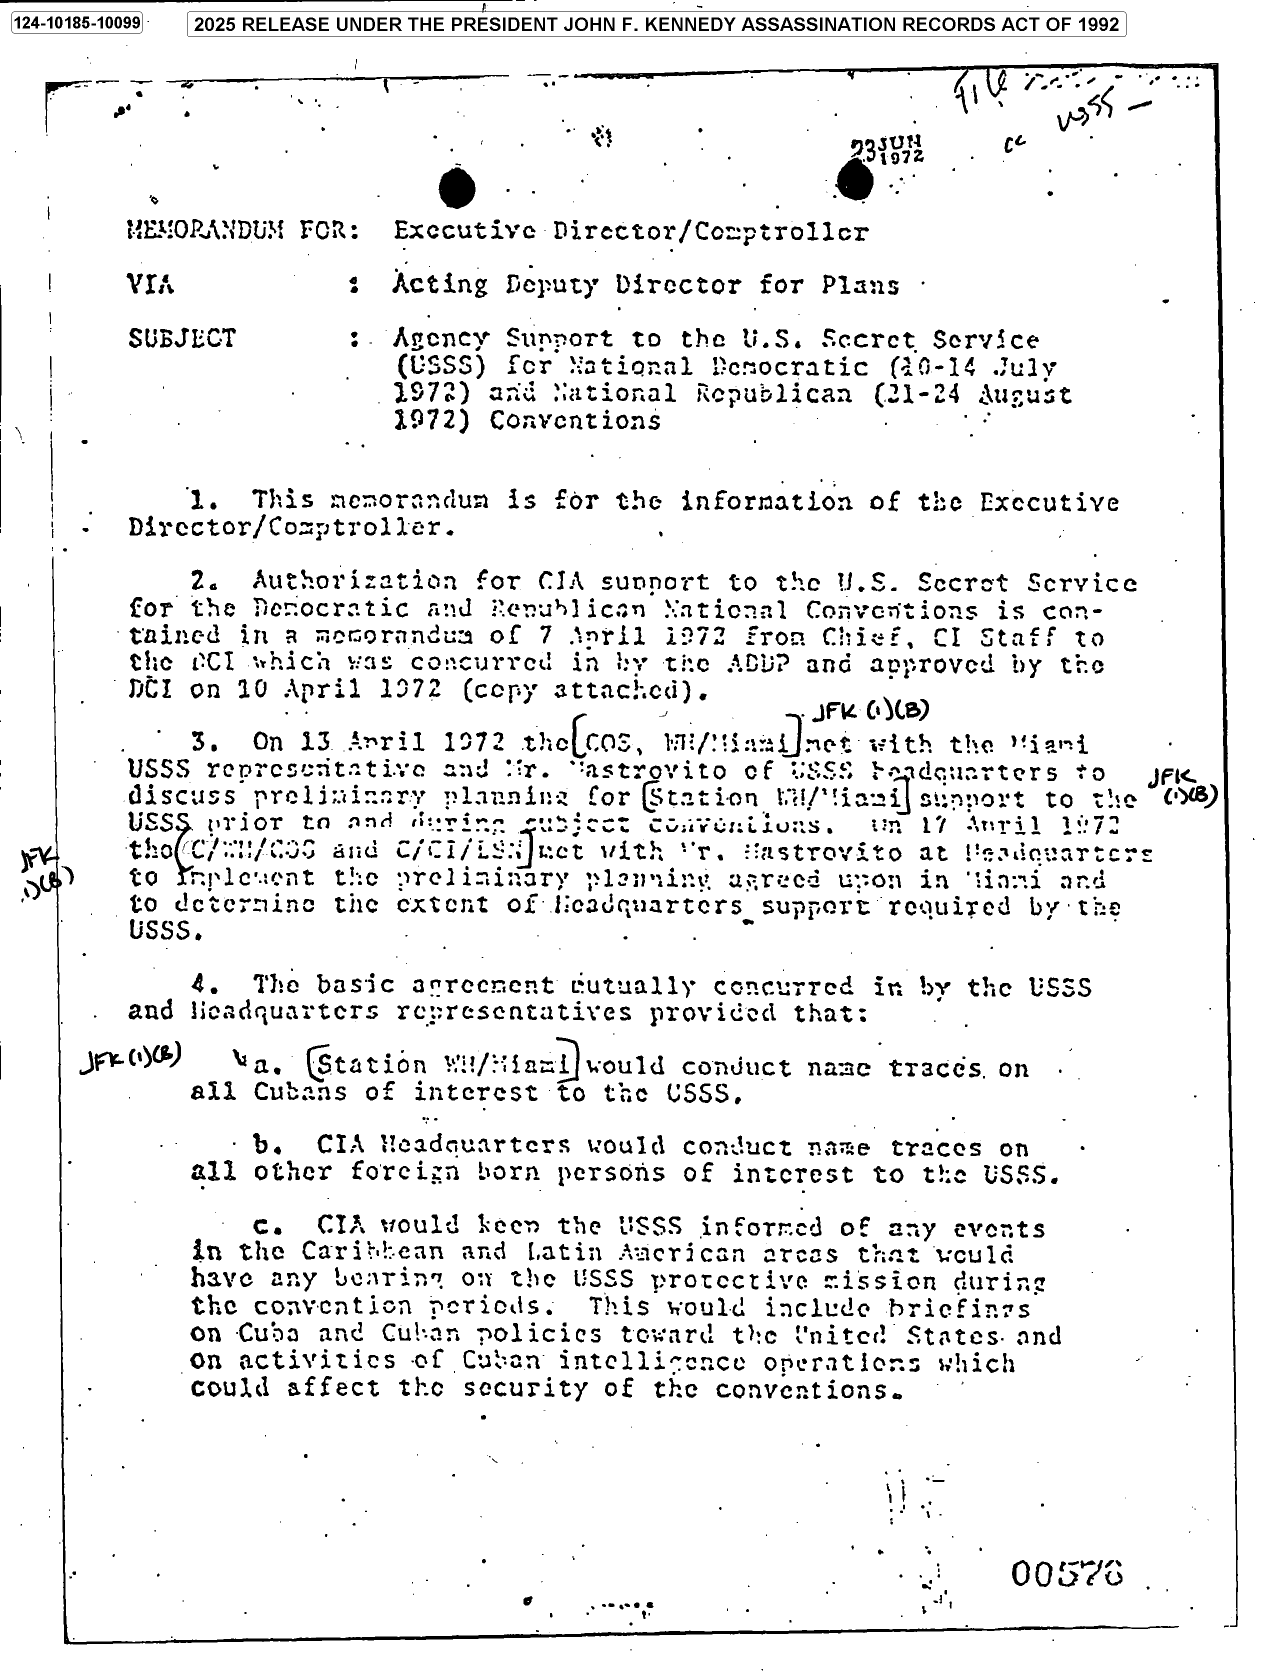 124-10185-10099
2025 RELEASE UNDER THE PRESIDENT JOHN F. KENNEDY ASSASSINATION RECORDS ACT OF 1992
File
cc USSS —
23 JUN 1972
MEMORANDUM FOR: Executive Director/Comptroller
VIA : Acting Deputy Director for Plans
SUBJECT : Agency Support to the U.S. Secret Service
(USSS) for National Democratic (10-14 July
1972) and National Republican (21-24 August
1972) Conventions
1. This memorandum is for the information of the Executive
Director/Comptroller.
2. Authorization for CIA support to the U.S. Secret Service
for the Democratic and Republican National Conventions is con-
tained in a memorandum of 7 April 1972 from Chief, CI Staff to
the DCI which was concurred in by the ADDP and approved by the
DCI on 10 April 1972 (copy attached).
JFK (1)(B)
3. On 13 April 1972 the [COS, WH/Miami] met with the Miami
USSS representative and Mr. Mastrovito of USSS headquarters to
discuss preliminary planning for [Station WH/Miami] support to the
JFK (1)(B)
USSS prior to and during subject conventions. On 17 April 1972
the [C/WH/COG and C/CI/LSN] met with Mr. Mastrovito at Headquarters
JFK (1)(B)
to implement the preliminary planning agreed upon in Miami and
to determine the extent of Headquarters support required by the
USSS.
4. The basic agreement mutually concurred in by the USSS
and Headquarters representatives provided that:
JFK (1)(B)
a. [Station WH/Miami] would conduct name traces on
all Cubans of interest to the USSS.
b. CIA Headquarters would conduct name traces on
all other foreign born persons of interest to the USSS.
c. CIA would keep the USSS informed of any events
in the Caribbean and Latin American areas that would
have any bearing on the USSS protective mission during
the convention periods. This would include briefings
on Cuba and Cuban policies toward the United States and
on activities of Cuban intelligence operations which
could affect the security of the conventions.
00576